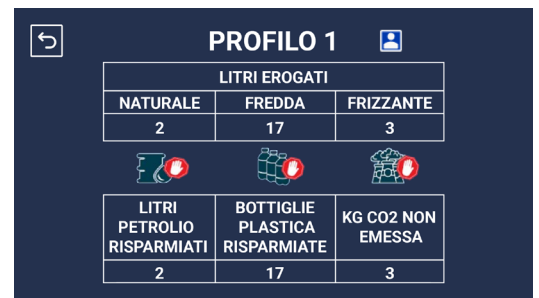 PROFILO 1
LITRI EROGATI
NATURALE FREDDA FRIZZANTE
2 17 3
LITRI PETROLIO RISPARMIATI
BOTTIGLIE PLASTICA RISPARMIATE
KG CO2 NON EMESSA
2 17 3